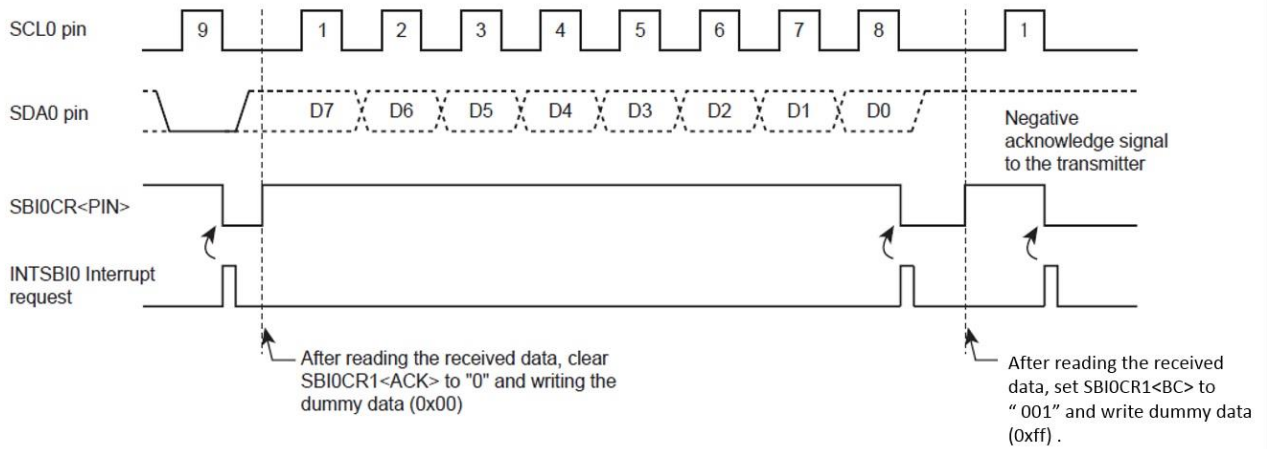 SCL0 pin
9 1 2 3 4 5 6 7 8 1
SDA0 pin
D7 D6 D5 D4 D3 D2 D1 D0
Negative
acknowledge signal
to the transmitter
SBI0CR<PIN>
INTSBI0 Interrupt
request
After reading the received data, clear
SBI0CR1<ACK> to "0" and writing the
dummy data (0x00)
After reading the received
data, set SBI0CR1<BC> to
“ 001” and write dummy data
(0xff) .